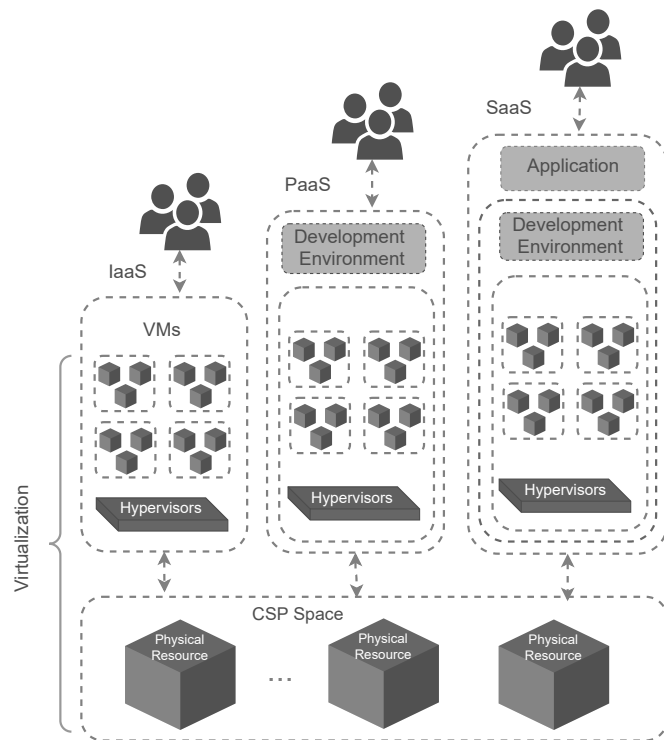 SaaS
Application
PaaS
Development
Environment
Development
Environment
IaaS
VMs
Hypervisors
Hypervisors
Hypervisors
Virtualization
CSP Space
Physical
Resource
...
Physical
Resource
Physical
Resource